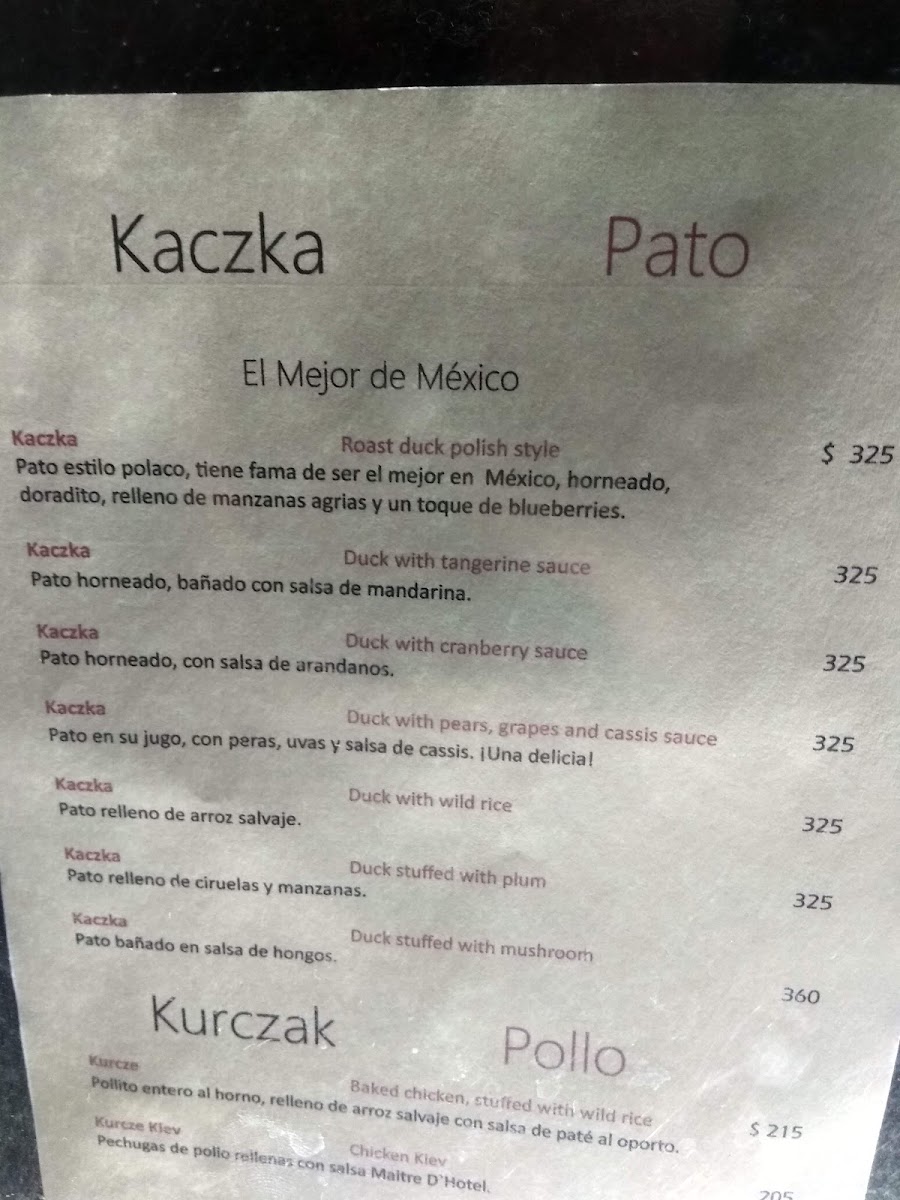 Kaczka Pato
El Mejor de México
Kaczka Roast duck polish style $ 325
Pato estilo polaco, tiene fama de ser el mejor en México, horneado,
doradito, relleno de manzanas agrias y un toque de blueberries.
Kaczka Duck with tangerine sauce 325
Pato horneado, bañado con salsa de mandarina.
Kaczka Duck with cranberry sauce 325
Pato horneado, con salsa de arandanos.
Kaczka Duck with pears, grapes and cassis sauce 325
Pato en su jugo, con peras, uvas y salsa de cassis. ¡Una delicia!
Kaczka Duck with wild rice 325
Pato relleno de arroz salvaje.
Kaczka Duck stuffed with plum 325
Pato relleno de ciruelas y manzanas.
Kaczka Duck stuffed with mushroom 360
Pato bañado en salsa de hongos.
Kurczak Pollo
Kurcze Baked chicken, stuffed with wild rice $ 215
Pollito entero al horno, relleno de arroz salvaje con salsa de paté al oporto.
Kurcze Kiev Chicken Kiev 205
Pechugas de pollo rellenas con salsa Maitre D`Hotel.